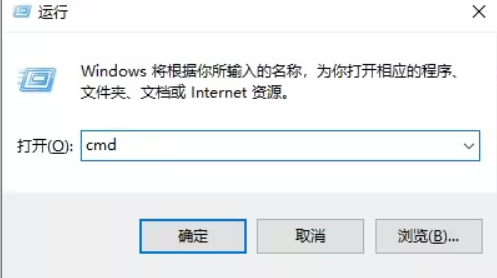 运行
Windows 将根据你所输入的名称，为你打开相应的程序、
文件夹、文档或 Internet 资源。
打开(O): cmd
确定 取消 浏览(B)...